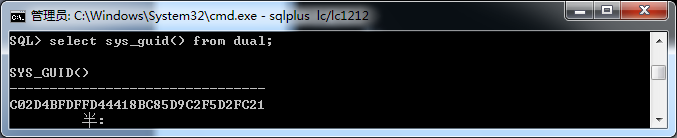 管理员: C:\Windows\System32\cmd.exe - sqlplus  lc/lc1212
SQL> select sys_guid() from dual;
SYS_GUID()
--------------------------------
C02D4BFDFFD44418BC85D9C2F5D2FC21
半: